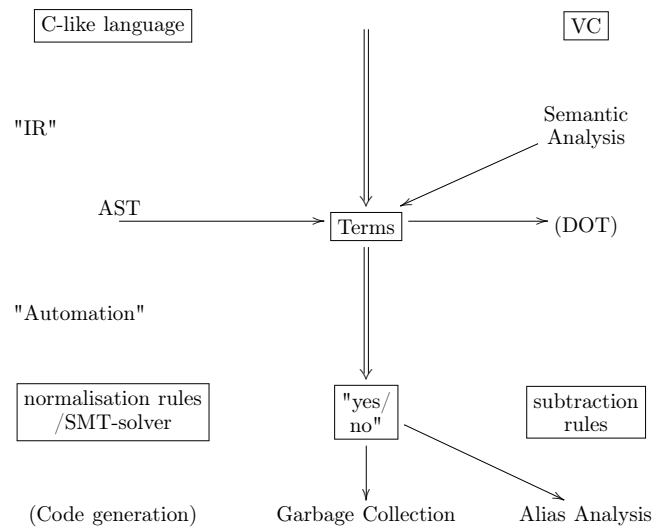 C-like language
VC
"IR"
Semantic
Analysis
AST
Terms
(DOT)
"Automation"
normalisation rules
/SMT-solver
"yes/
no"
subtraction
rules
(Code generation)
Garbage Collection
Alias Analysis